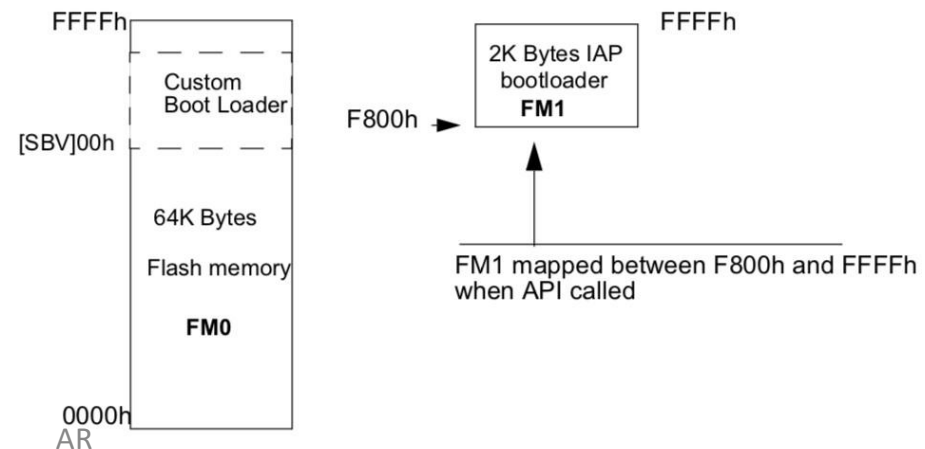 FFFFh
Custom
Boot Loader
[SBV]00h
64K Bytes
Flash memory
FM0
0000h
AR
FFFFh
2K Bytes IAP
bootloader
FM1
F800h
FM1 mapped between F800h and FFFFh
when API called